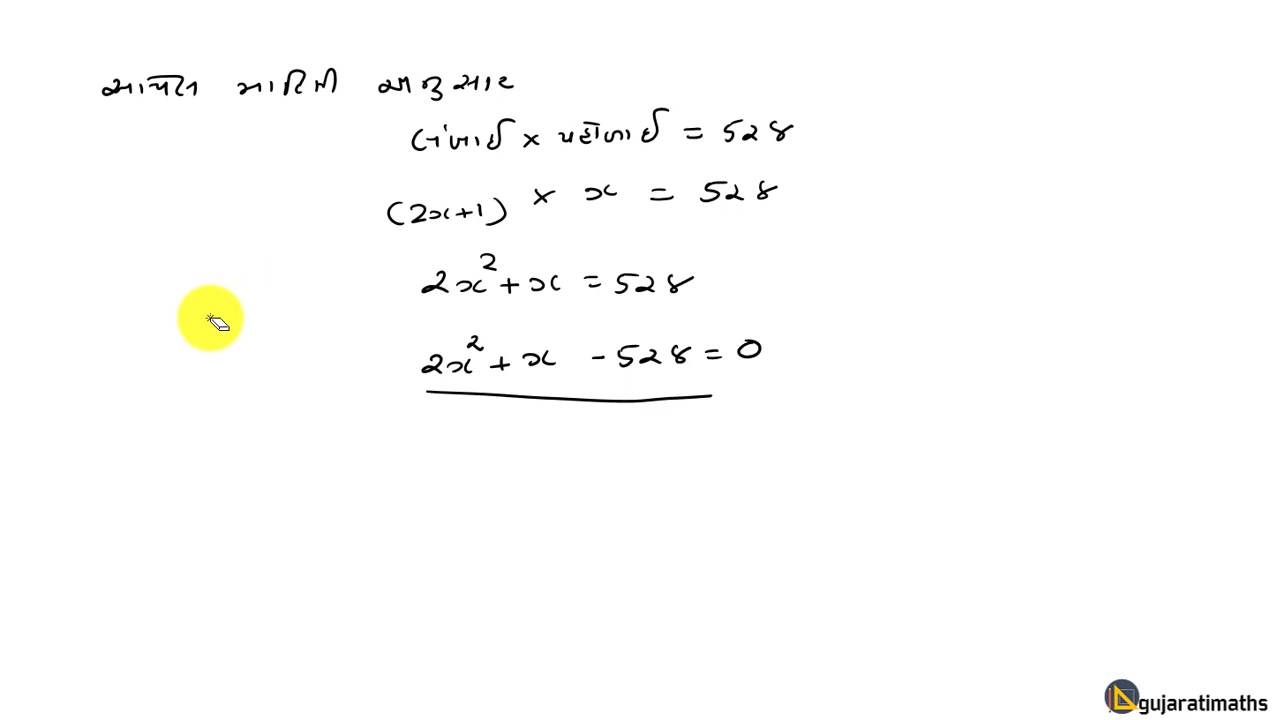 આપેલ માહિતી અનુસાર
લંબાઈ × પહોળાઈ = 528
(2x+1) × x = 528
2x² + x = 528
2x² + x - 528 = 0
gujaratimaths